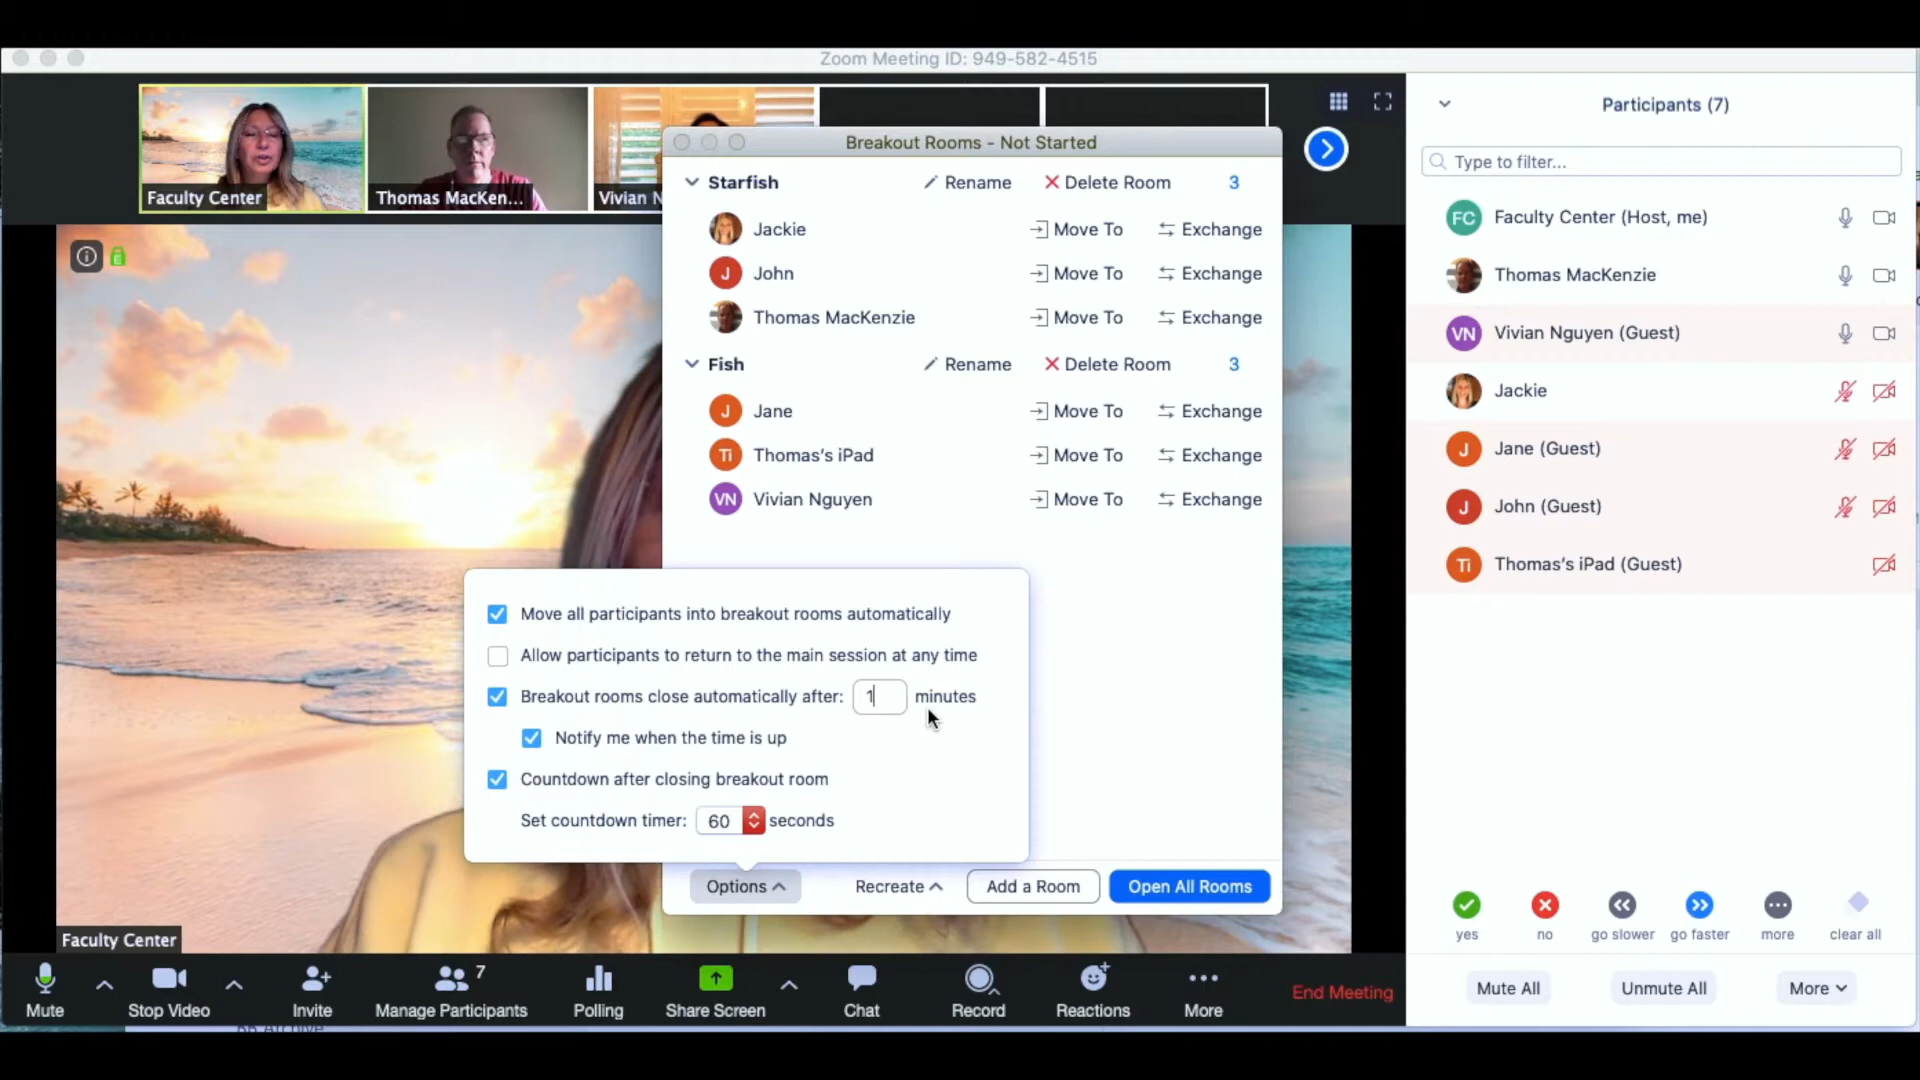 Zoom Meeting ID: 949-582-4515
Faculty Center
Thomas MacKen...
Vivian N
Breakout Rooms - Not Started
Starfish Rename Delete Room 3
Jackie Move To Exchange
J John Move To Exchange
Thomas MacKenzie Move To Exchange
Fish Rename Delete Room 3
J Jane Move To Exchange
Ti Thomas's iPad Move To Exchange
VN Vivian Nguyen Move To Exchange
Move all participants into breakout rooms automatically
Allow participants to return to the main session at any time
Breakout rooms close automatically after: 1 minutes
Notify me when the time is up
Countdown after closing breakout room
Set countdown timer: 60 seconds
Options Recreate Add a Room Open All Rooms
Faculty Center
Mute Stop Video Invite Manage Participants 7 Polling Share Screen Chat Record Reactions More End Meeting
Participants (7)
Type to filter...
FC Faculty Center (Host, me)
Thomas MacKenzie
VN Vivian Nguyen (Guest)
Jackie
J Jane (Guest)
J John (Guest)
Ti Thomas's iPad (Guest)
yes no go slower go faster more clear all
Mute All Unmute All More